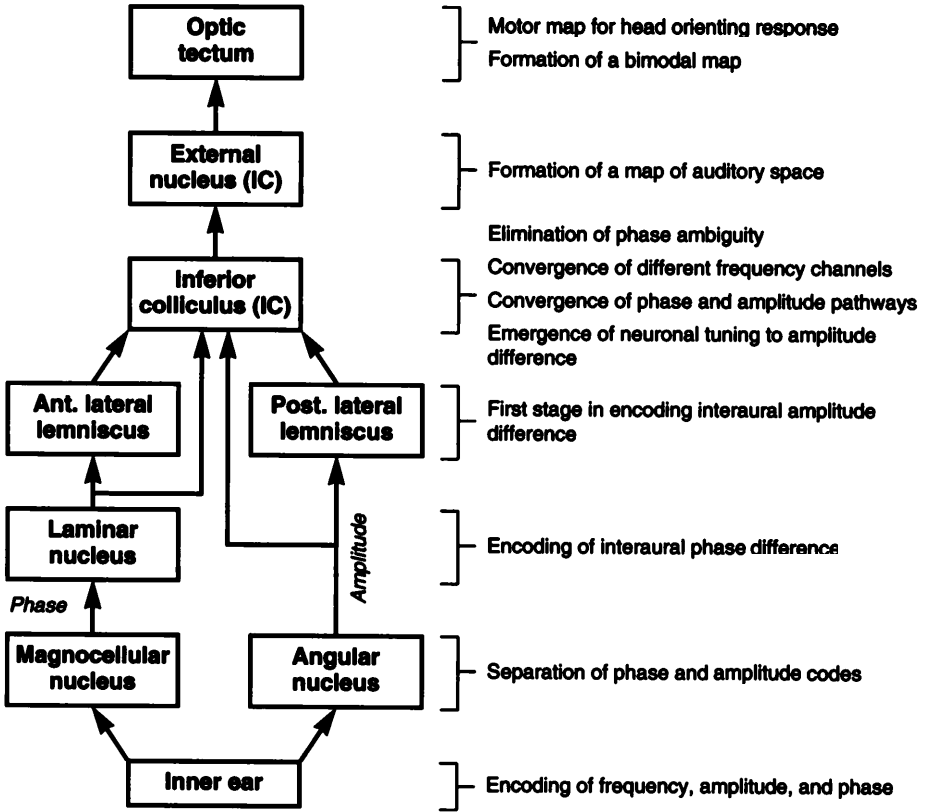 Optic
tectum
Motor map for head orienting response
Formation of a bimodal map
External
nucleus (IC)
Formation of a map of auditory space
Inferior
colliculus (IC)
Elimination of phase ambiguity
Convergence of different frequency channels
Convergence of phase and amplitude pathways
Emergence of neuronal tuning to amplitude
difference
Ant. lateral
lemniscus
Post. lateral
lemniscus
First stage in encoding interaural amplitude
difference
Laminar
nucleus
Amplitude
Encoding of interaural phase difference
Phase
Magnocellular
nucleus
Angular
nucleus
Separation of phase and amplitude codes
Inner ear
Encoding of frequency, amplitude, and phase